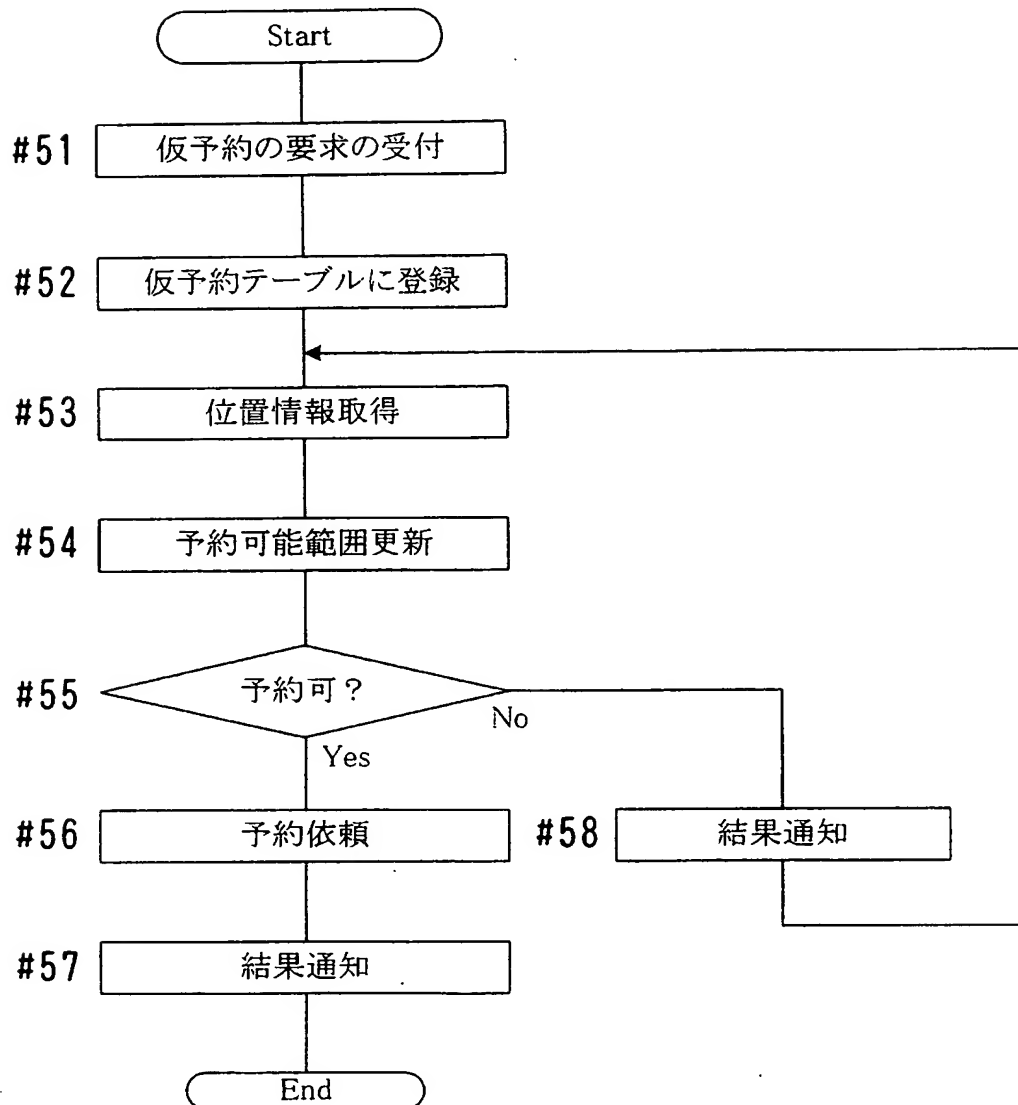 Start
#51 仮予約の要求の受付
#52 仮予約テーブルに登録
#53 位置情報取得
#54 予約可能範囲更新
#55 予約可？
No
Yes
#56 予約依頼
#58 結果通知
#57 結果通知
End